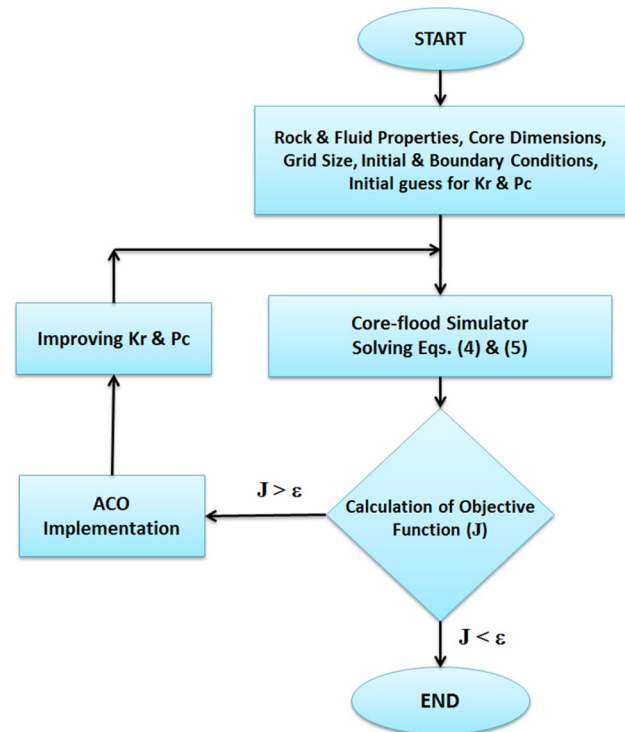 START
Rock & Fluid Properties, Core Dimensions,
Grid Size, Initial & Boundary Conditions,
Initial guess for Kr & Pc
Improving Kr & Pc
Core-flood Simulator
Solving Eqs. (4) & (5)
J > ε
ACO
Implementation
Calculation of Objective
Function (J)
J < ε
END